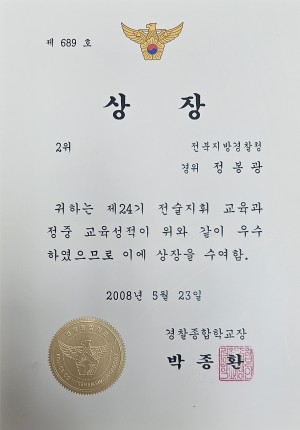 제 689 호
상 장
2위
전북지방경찰청
경위 정봉광
귀하는 제24기 전술지휘 교육과
정중 교육성적이 위와 같이 우수
하였으므로 이에 상장을 수여함.
2008년 5월 23일
경찰종합학교장
박종환